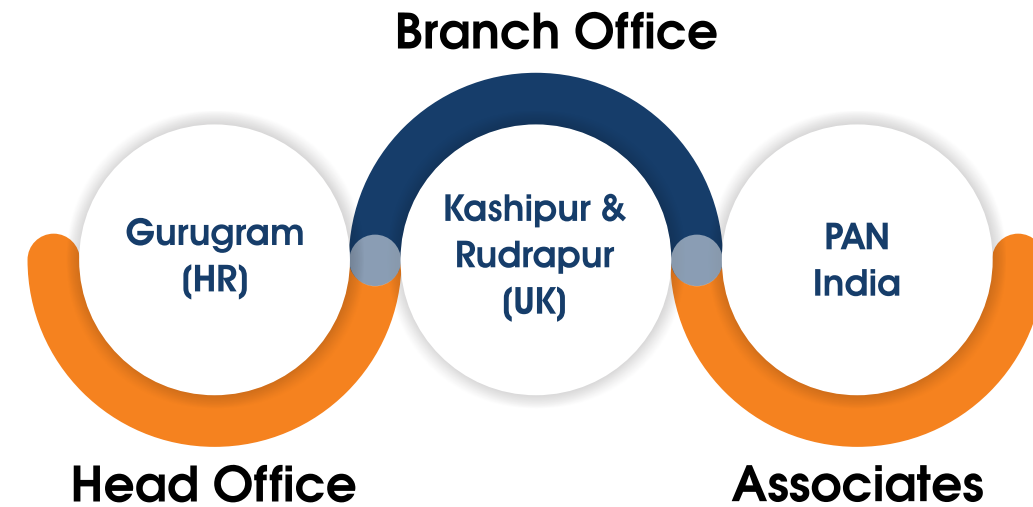 Branch Office
Gurugram
(HR)
Kashipur &
Rudrapur
(UK)
PAN
India
Head Office
Associates